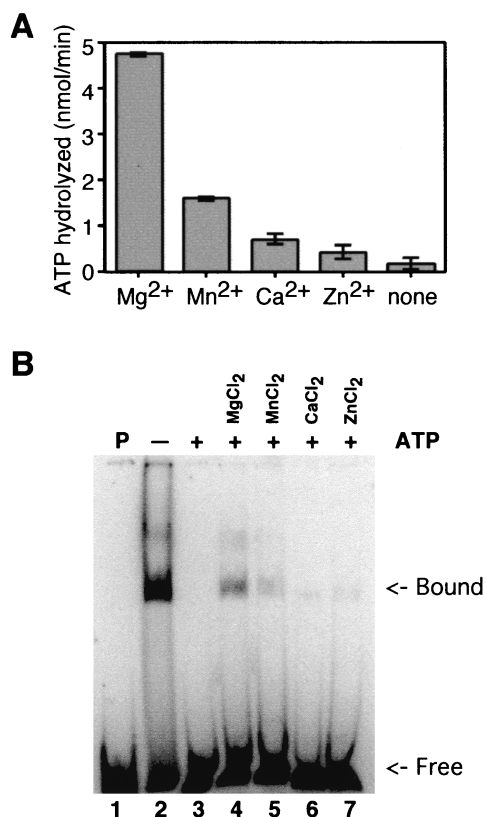 A
ATP hydrolyzed (nmol/min)
5
4
3
2
1
0
Mg2+ Mn2+ Ca2+ Zn2+ none
B
MgCl2 MnCl2 CaCl2 ZnCl2
P — + + + + + ATP
<- Bound
<- Free
1 2 3 4 5 6 7